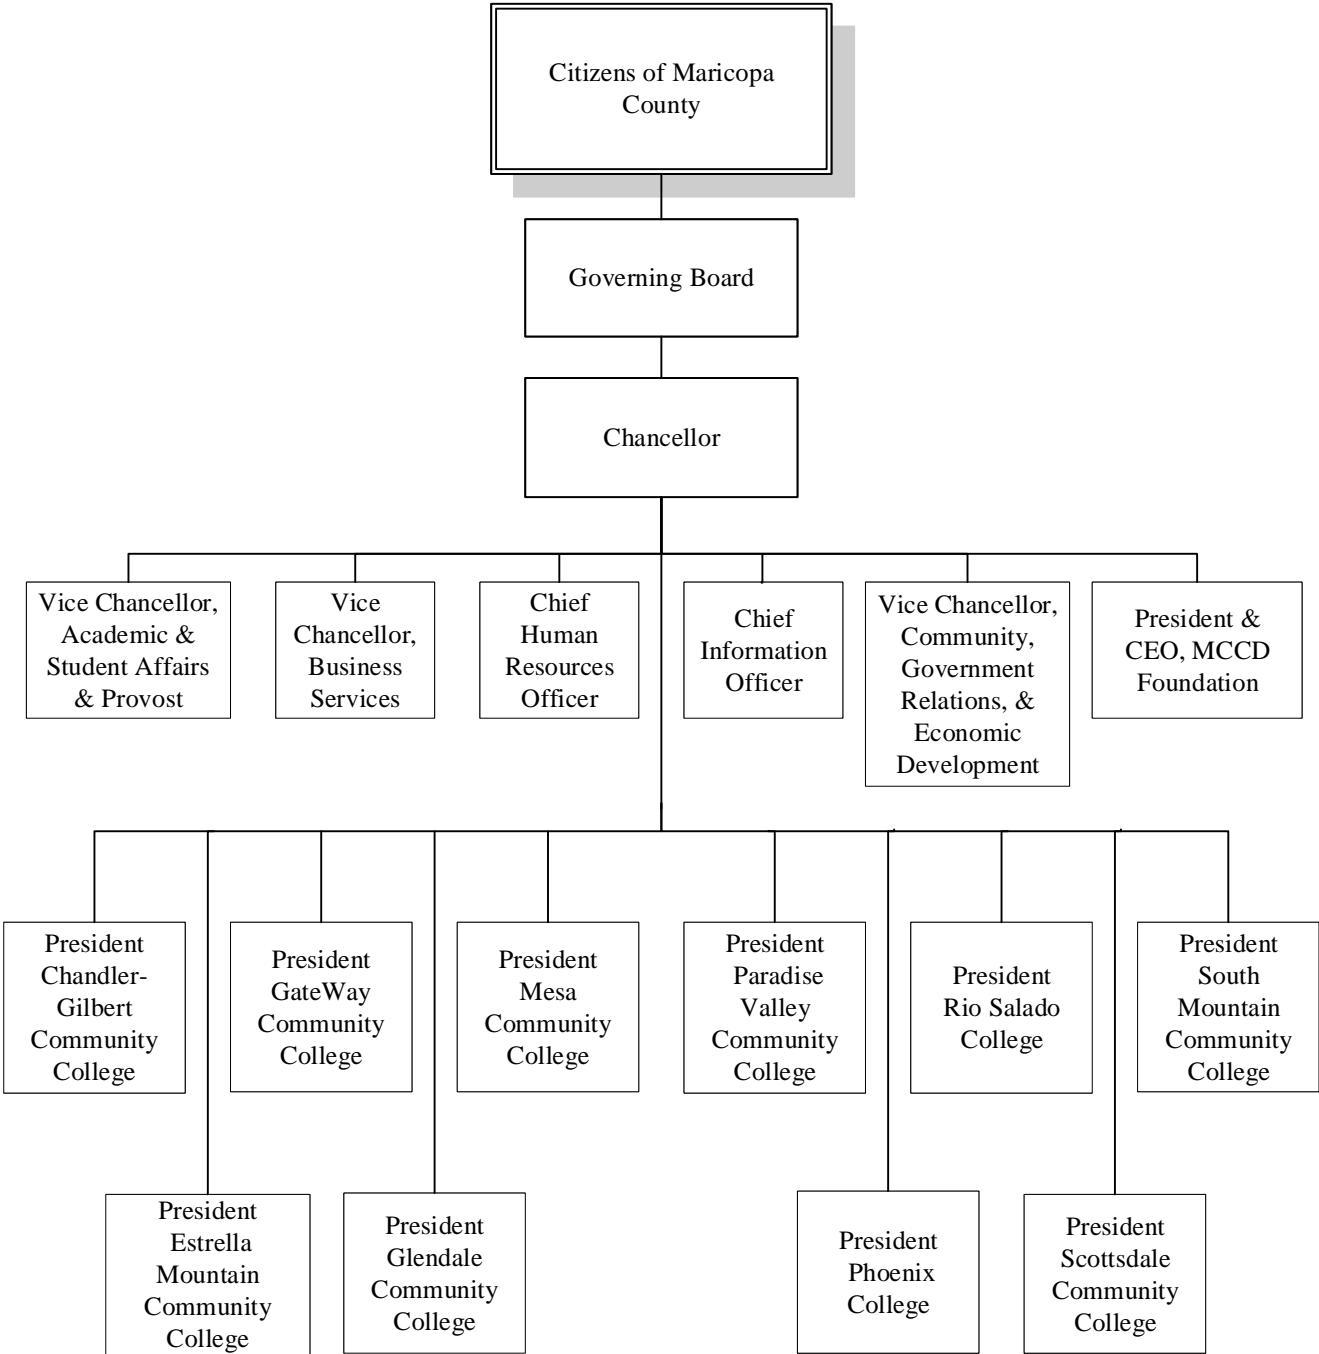 Citizens of Maricopa
County
Governing Board
Chancellor
Vice Chancellor,
Academic &
Student Affairs
& Provost
Vice
Chancellor,
Business
Services
Chief
Human
Resources
Officer
Chief
Information
Officer
Vice Chancellor,
Community,
Government
Relations, &
Economic
Development
President &
CEO, MCCD
Foundation
President
Chandler-
Gilbert
Community
College
President
GateWay
Community
College
President
Mesa
Community
College
President
Paradise
Valley
Community
College
President
Rio Salado
College
President
South
Mountain
Community
College
President
Estrella
Mountain
Community
College
President
Glendale
Community
College
President
Phoenix
College
President
Scottsdale
Community
College